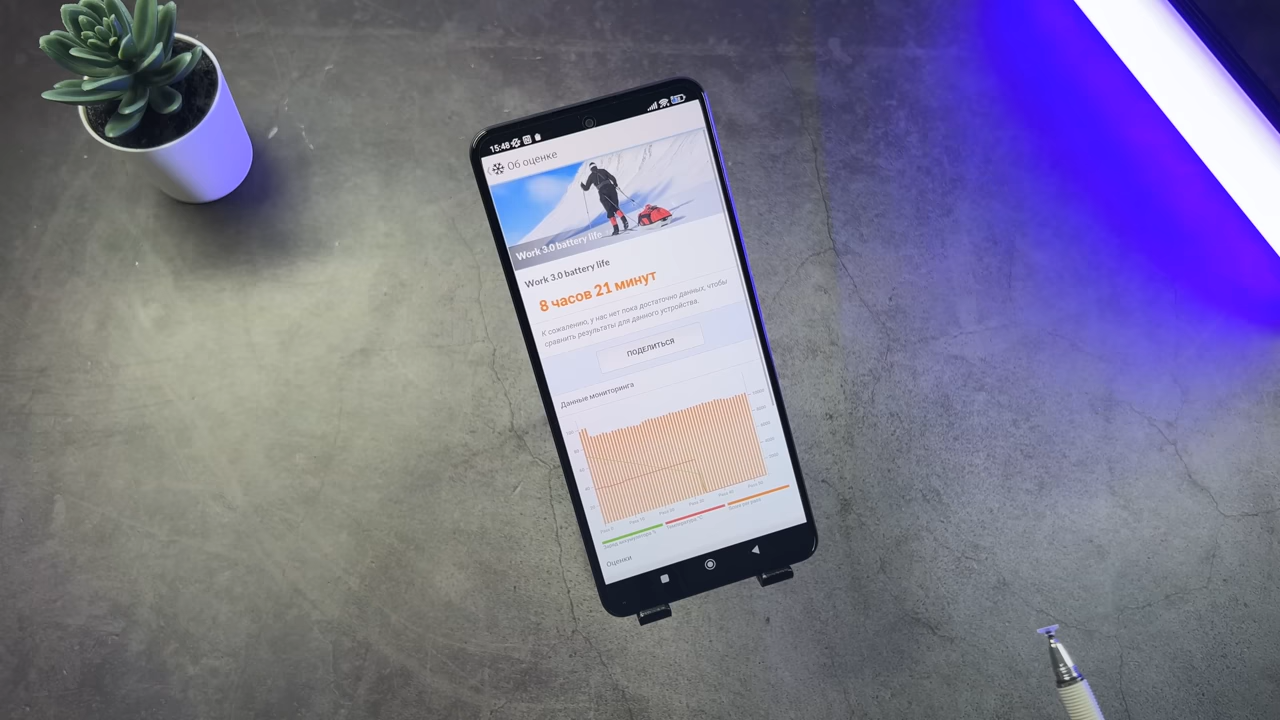 15:48
Об оценке
Work 3.0 battery life
Work 3.0 battery life
8 часов 21 минут
К сожалению, у нас нет пока достаточно данных, чтобы
сравнить результаты для данного устройства.
ПОДЕЛИТЬСЯ
Данные мониторинга
Оценки